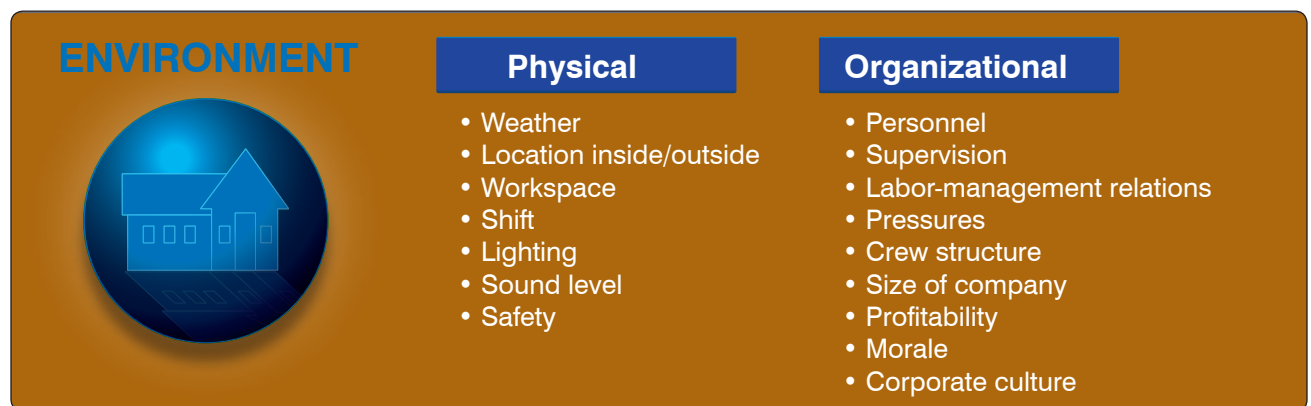 ENVIRONMENT
Physical
• Weather
• Location inside/outside
• Workspace
• Shift
• Lighting
• Sound level
• Safety
Organizational
• Personnel
• Supervision
• Labor-management relations
• Pressures
• Crew structure
• Size of company
• Profitability
• Morale
• Corporate culture